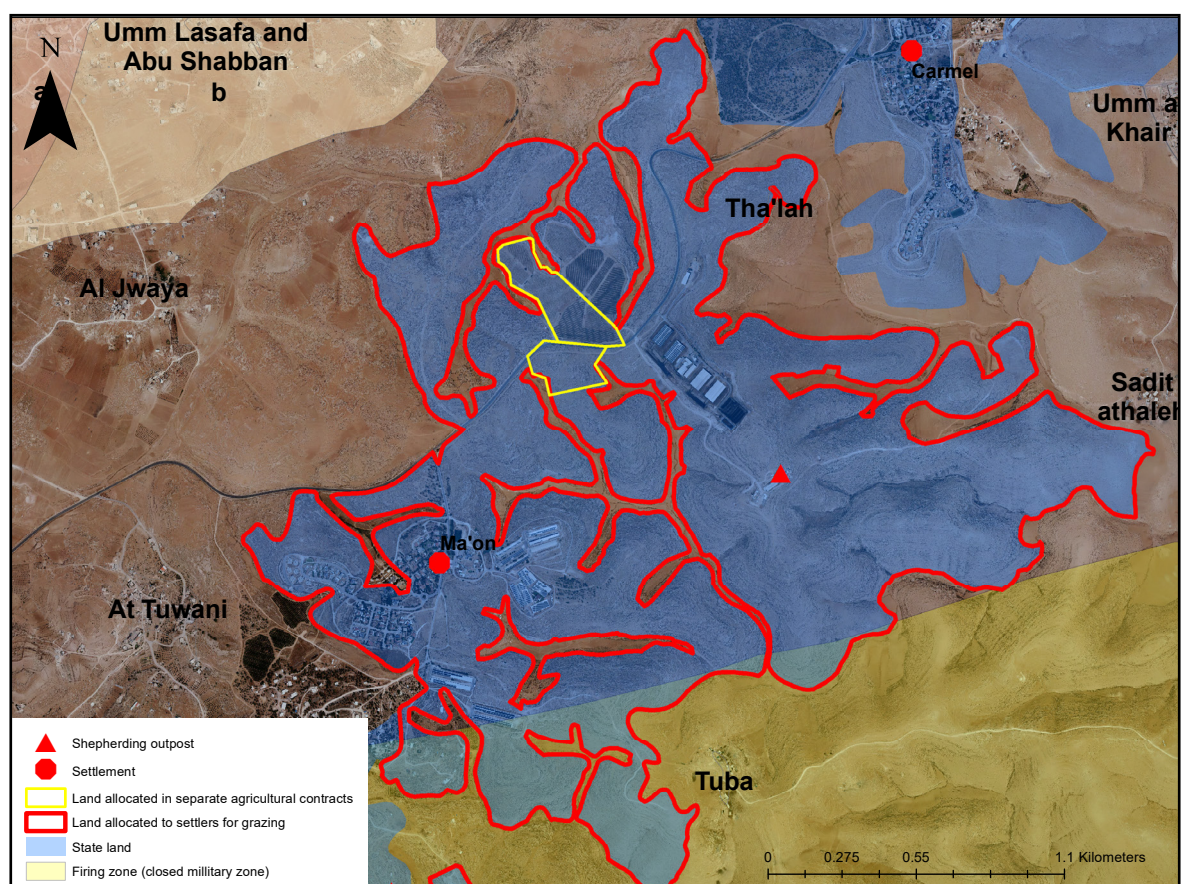 Umm Lasafa and
Abu Shabban
b
N
a
Carmel
Umm a
Khair
Tha'lah
Al Jwaya
Sadit
athaleh
Ma'on
At Tuwani
Tuba
Shepherding outpost
Settlement
Land allocated in separate agricultural contracts
Land allocated to settlers for grazing
State land
Firing zone (closed millitary zone)
0 0.275 0.55 1.1 Kilometers